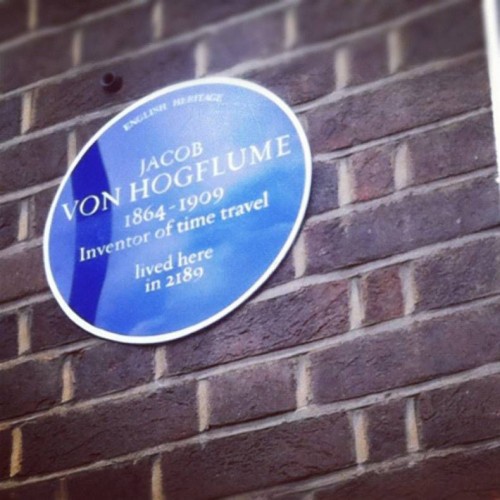 ENGLISH HERITAGE
JACOB
VON HOGFLUME
1864-1909
Inventor of time travel
lived here
in 2189